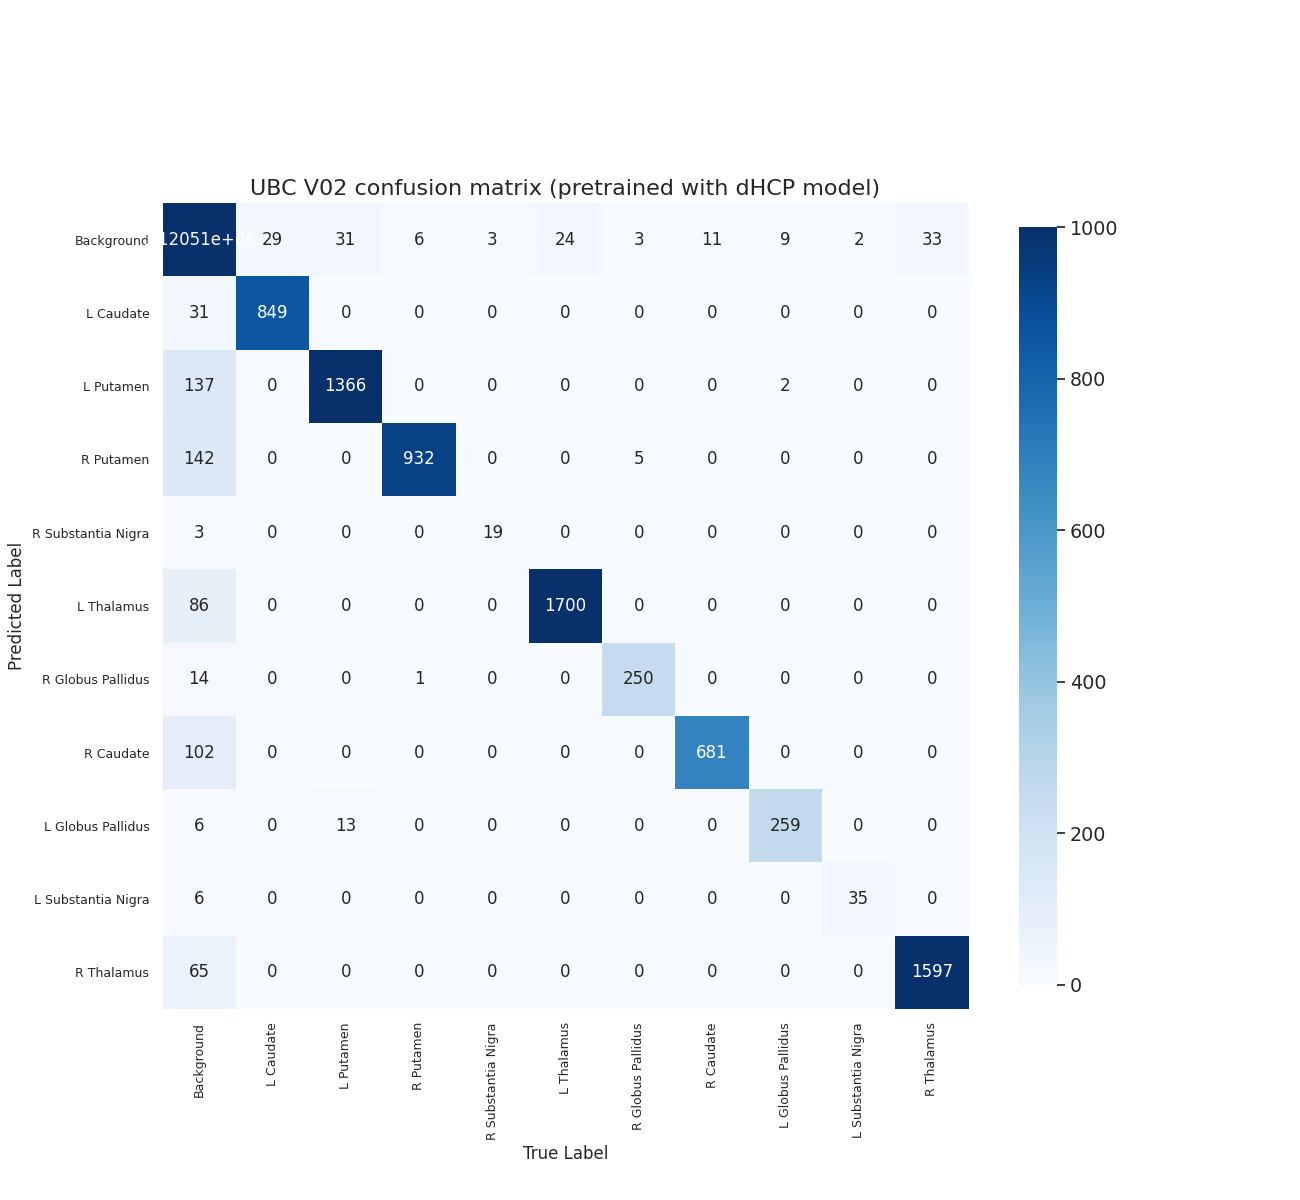 UBC V02 confusion matrix (pretrained with dHCP model)
Background 29 31 6 3 24 3 11 9 2 33
L Caudate 31 849 0 0 0 0 0 0 0 0 0
L Putamen 137 0 1366 0 0 0 0 0 2 0 0
R Putamen 142 0 0 932 0 0 5 0 0 0 0
R Substantia Nigra 3 0 0 0 19 0 0 0 0 0 0
L Thalamus 86 0 0 0 0 1700 0 0 0 0 0
R Globus Pallidus 14 0 0 1 0 0 250 0 0 0 0
R Caudate 102 0 0 0 0 0 0 681 0 0 0
L Globus Pallidus 6 0 13 0 0 0 0 0 259 0 0
L Substantia Nigra 6 0 0 0 0 0 0 0 0 35 0
R Thalamus 65 0 0 0 0 0 0 0 0 0 1597
Predicted Label
Background
L Caudate
L Putamen
R Putamen
R Substantia Nigra
L Thalamus
R Globus Pallidus
R Caudate
L Globus Pallidus
L Substantia Nigra
R Thalamus
True Label
1000
800
600
400
200
0